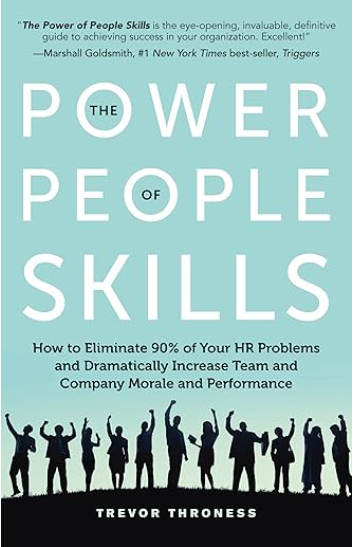 "The Power of People Skills is the eye-opening, invaluable, definitive
guide to achieving success in your organization. Excellent!"
—Marshall Goldsmith, #1 New York Times best-seller, Triggers
THE
POWER
OF
PEOPLE
SKILLS
How to Eliminate 90% of Your HR Problems
and Dramatically Increase Team and
Company Morale and Performance
TREVOR THRONESS